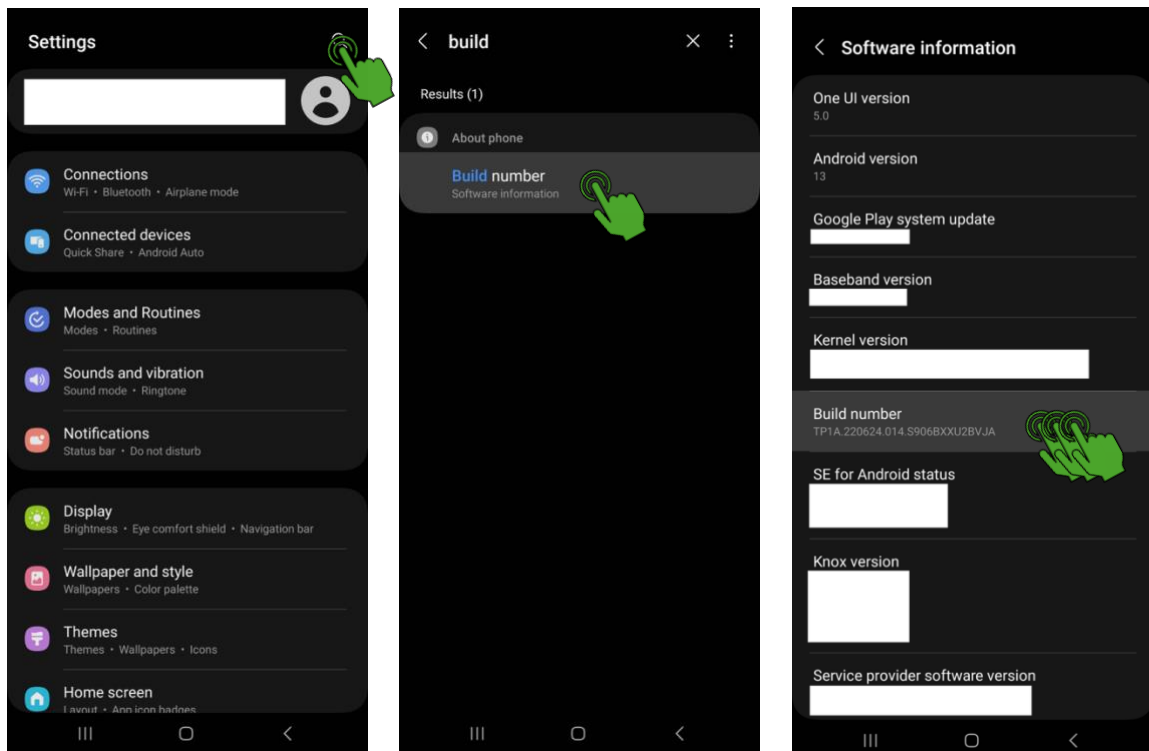 Settings
Connections
Wi-Fi • Bluetooth • Airplane mode
Connected devices
Quick Share • Android Auto
Modes and Routines
Modes • Routines
Sounds and vibration
Sound mode • Ringtone
Notifications
Status bar • Do not disturb
Display
Brightness • Eye comfort shield • Navigation bar
Wallpaper and style
Wallpapers • Color palette
Themes
Themes • Wallpapers • Icons
Home screen
Layout • App icon badges
build
Results (1)
About phone
Build number
Software information
Software information
One UI version
5.0
Android version
13
Google Play system update
Baseband version
Kernel version
Build number
TP1A.220624.014.S906BXXU2BVJA
SE for Android status
Knox version
Service provider software version